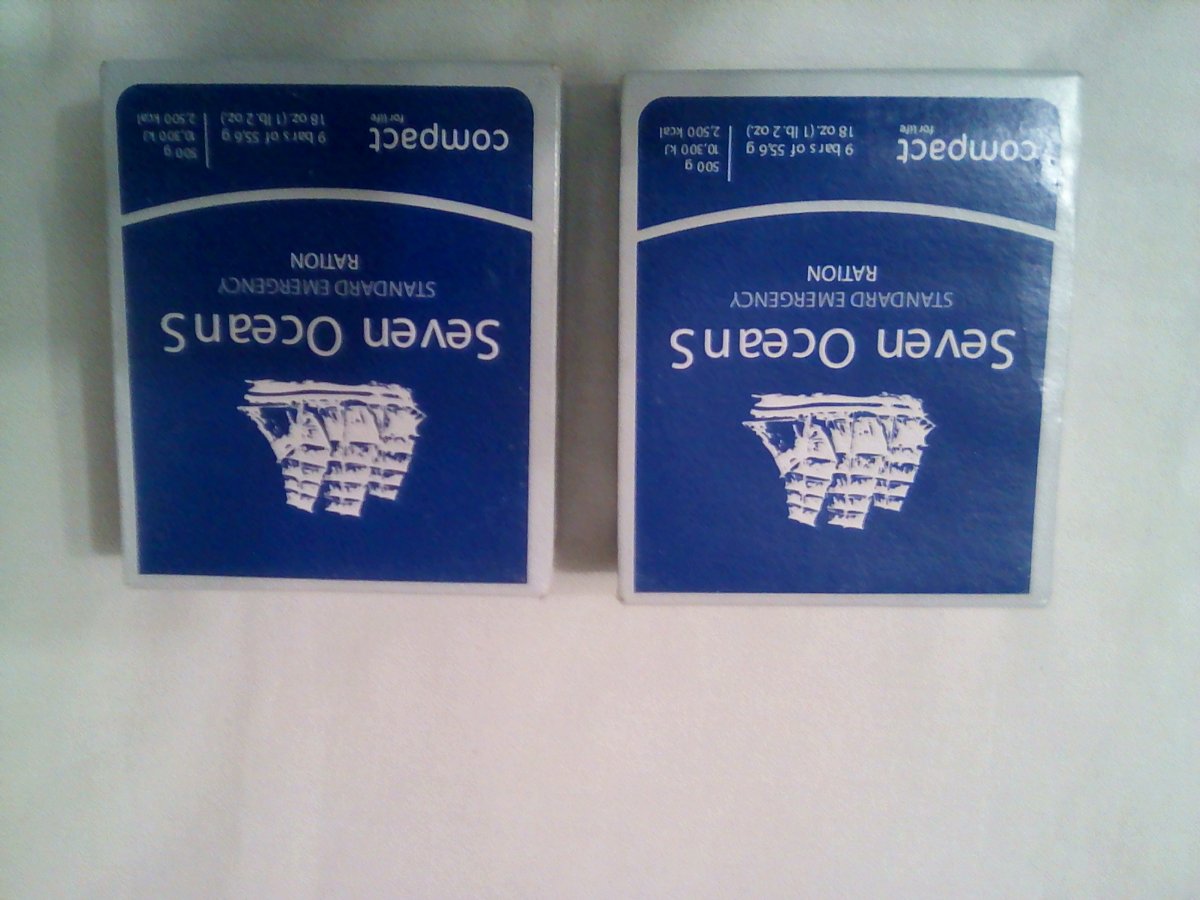 Seven OceanS
STANDARD EMERGENCY
RATION
compact
for life
9 bars of 55,6 g
18 oz. (1 lb. 2 oz.)
500 g
10,300 kJ
2,500 kcal
Seven OceanS
STANDARD EMERGENCY
RATION
compact
for life
9 bars of 55,6 g
18 oz. (1 lb. 2 oz.)
500 g
10,300 kJ
2,500 kcal